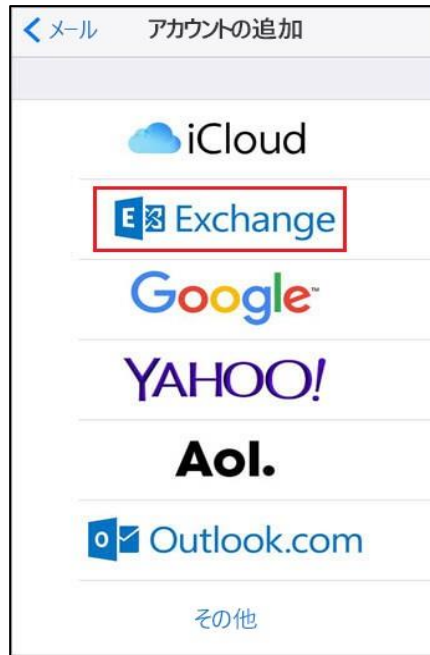 メール アカウントの追加
iCloud
E Exchange
Google™
YAHOO!
Aol.
o Outlook.com
その他